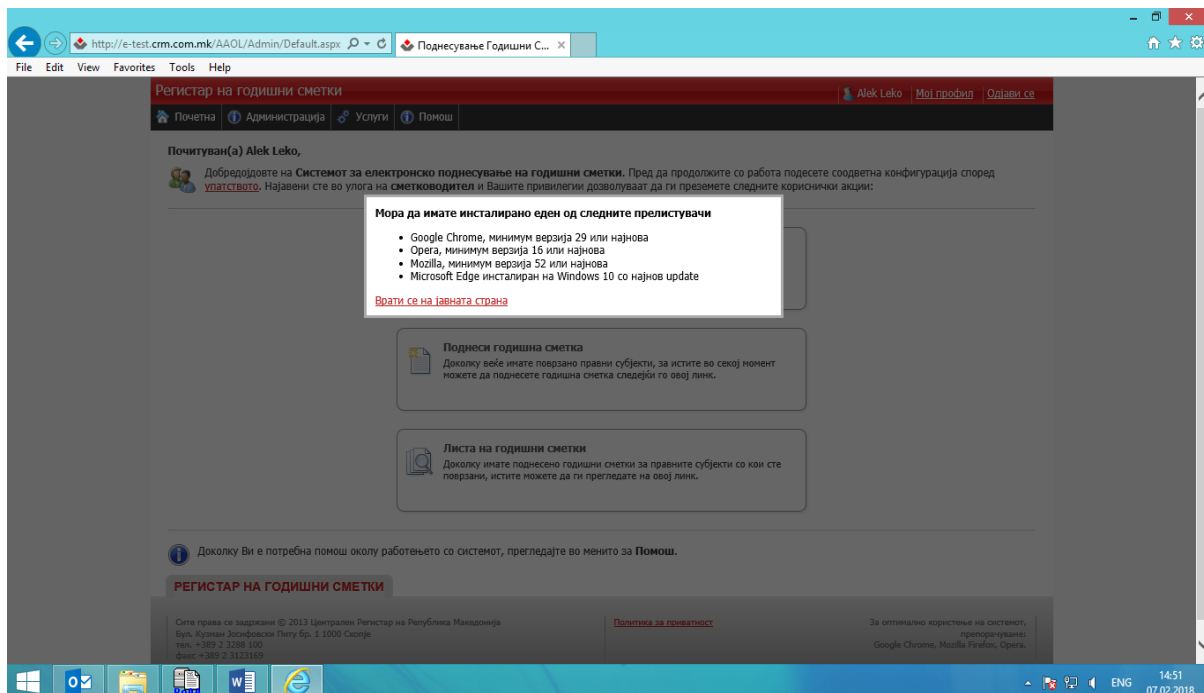 http://e-test.crm.com.mk/AAOL/Admin/Default.aspx
Поднесување Годишни С...
File Edit View Favorites Tools Help
Регистар на годишни сметки
Alek Leko Мој профил Одјави се
Почетна Администрација Услуги Помош
Почитуван(а) Alek Leko,
Добредојдовте на Системот за електронско поднесување на годишни сметки. Пред да продолжите со работа подесете соодветна конфигурација според
упатството. Најавени сте во улога на сметководител и Вашите привилегии дозволуваат да ги преземете следните кориснички акции:
Мора да имате инсталирано еден од следните прелистувачи
• Google Chrome, минимум верзија 29 или најнова
• Opera, минимум верзија 16 или најнова
• Mozilla, минимум верзија 52 или најнова
• Microsoft Edge инсталиран на Windows 10 со најнов update
Врати се на јавната страна
Поднеси годишна сметка
Доколку веќе имате поврзано правни субјекти, за истите во секој момент
можете да поднесете годишна сметка следејќи го овој линк.
Листа на годишни сметки
Доколку имате поднесено годишни сметки за правните субјекти со кои сте
поврзани, истите можете да ги прегледате на овој линк.
Доколку Ви е потребна помош околу работењето со системот, прегледајте во менито за Помош.
РЕГИСТАР НА ГОДИШНИ СМЕТКИ
Сите права се задржани © 2013 Централен Регистар на Република Македонија
Бул. Кузман Јосифовски Питу бр. 1 1000 Скопје
тел. +389 2 3288 100
факс +389 2 3123169
Политика за приватност
За оптимално користење на системот,
препорачуваме:
Google Chrome, Mozilla Firefox, Opera.
ENG
14:51
07.02.2018